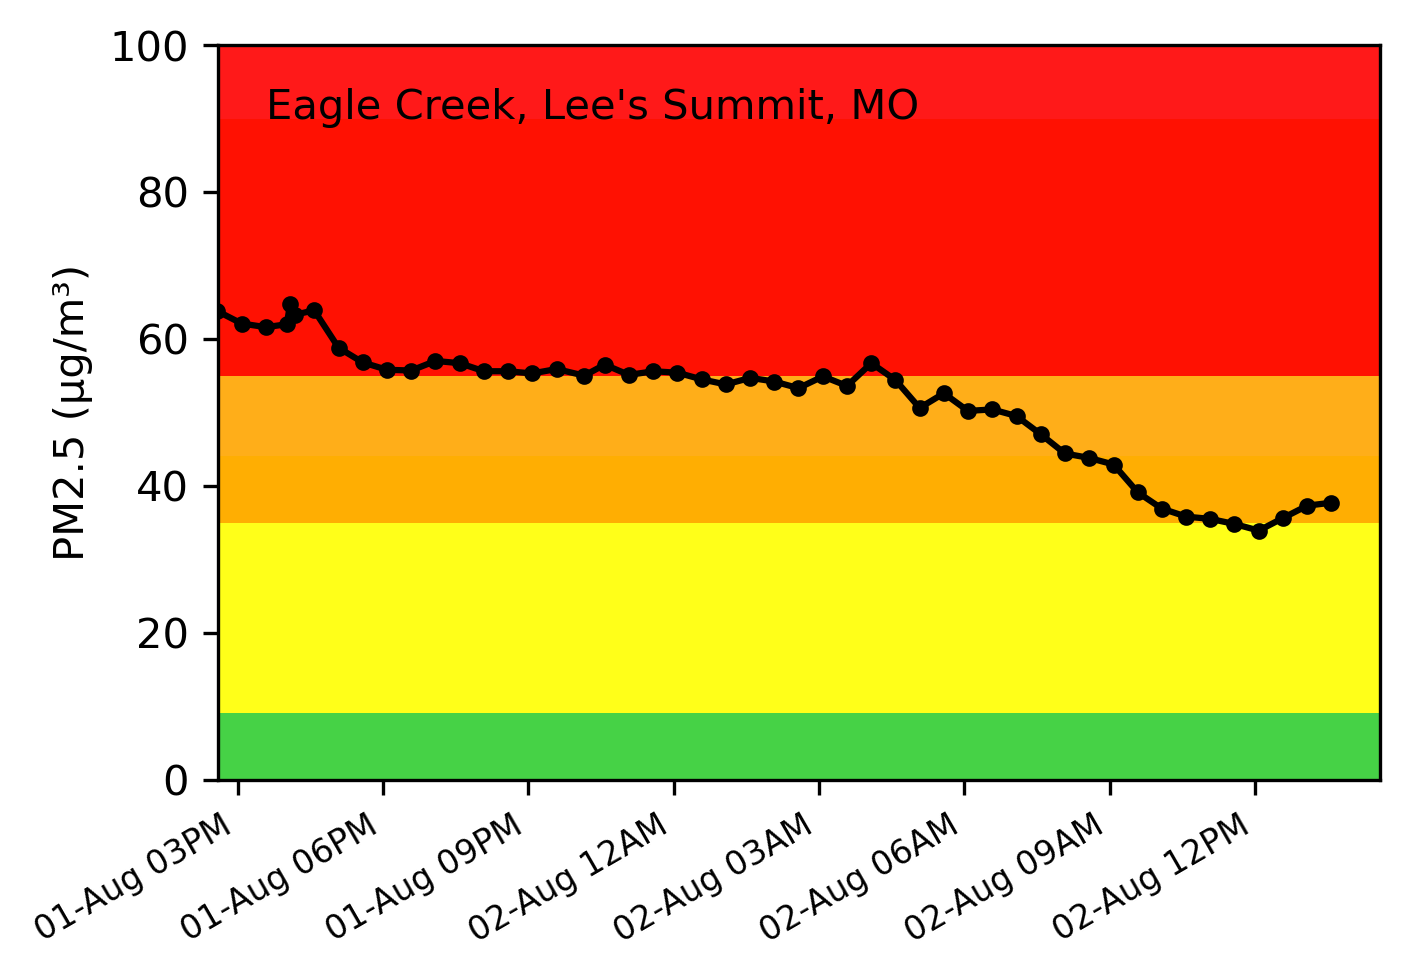 Eagle Creek, Lee's Summit, MO
PM2.5 (µg/m³)
100
80
60
40
20
0
01-Aug 03PM
01-Aug 06PM
01-Aug 09PM
02-Aug 12AM
02-Aug 03AM
02-Aug 06AM
02-Aug 09AM
02-Aug 12PM